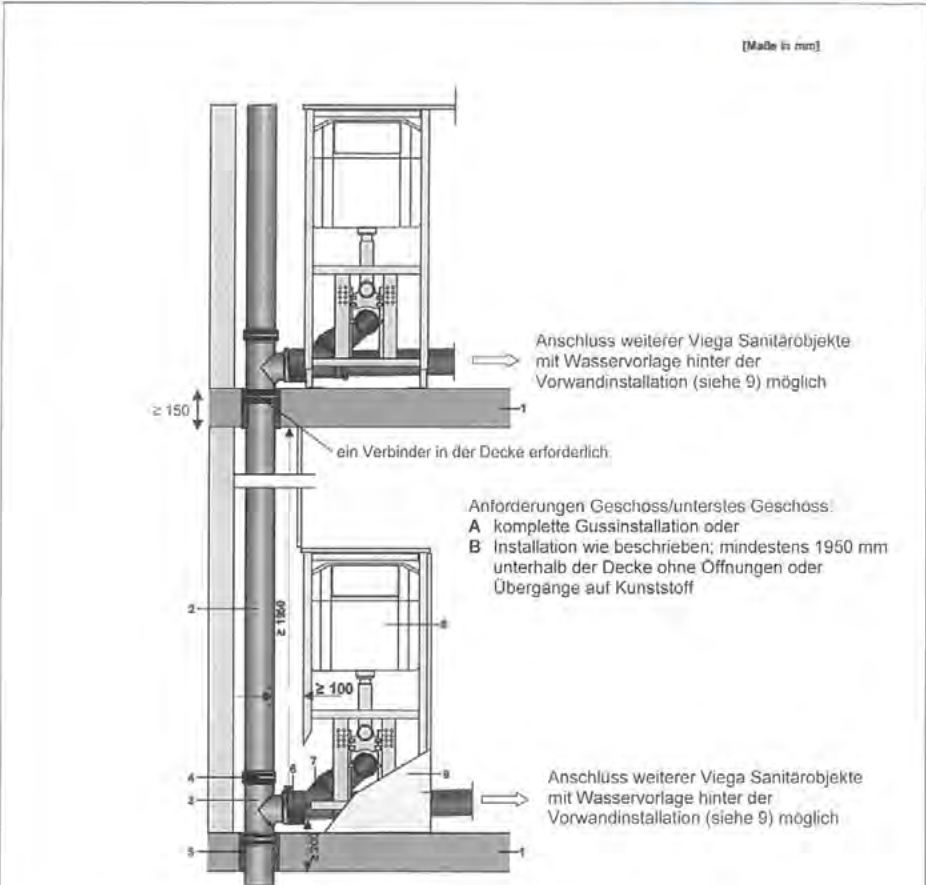 [Maße in mm]
Anschluss weiterer Viega Sanitärobjekte
mit Wasservorlage hinter der
Vorwandinstallation (siehe 9) möglich
≥ 150
1
ein Verbinder in der Decke erforderlich
Anforderungen Geschoss/unterstes Geschoss:
A komplette Gussinstallation oder
B Installation wie beschrieben; mindestens 1950 mm
unterhalb der Decke ohne Öffnungen oder
Übergänge auf Kunststoff
2
≥ 1950
8
≥ 100
4
6
7
9
3
Anschluss weiterer Viega Sanitärobjekte
mit Wasservorlage hinter der
Vorwandinstallation (siehe 9) möglich
5
≥ 200
1